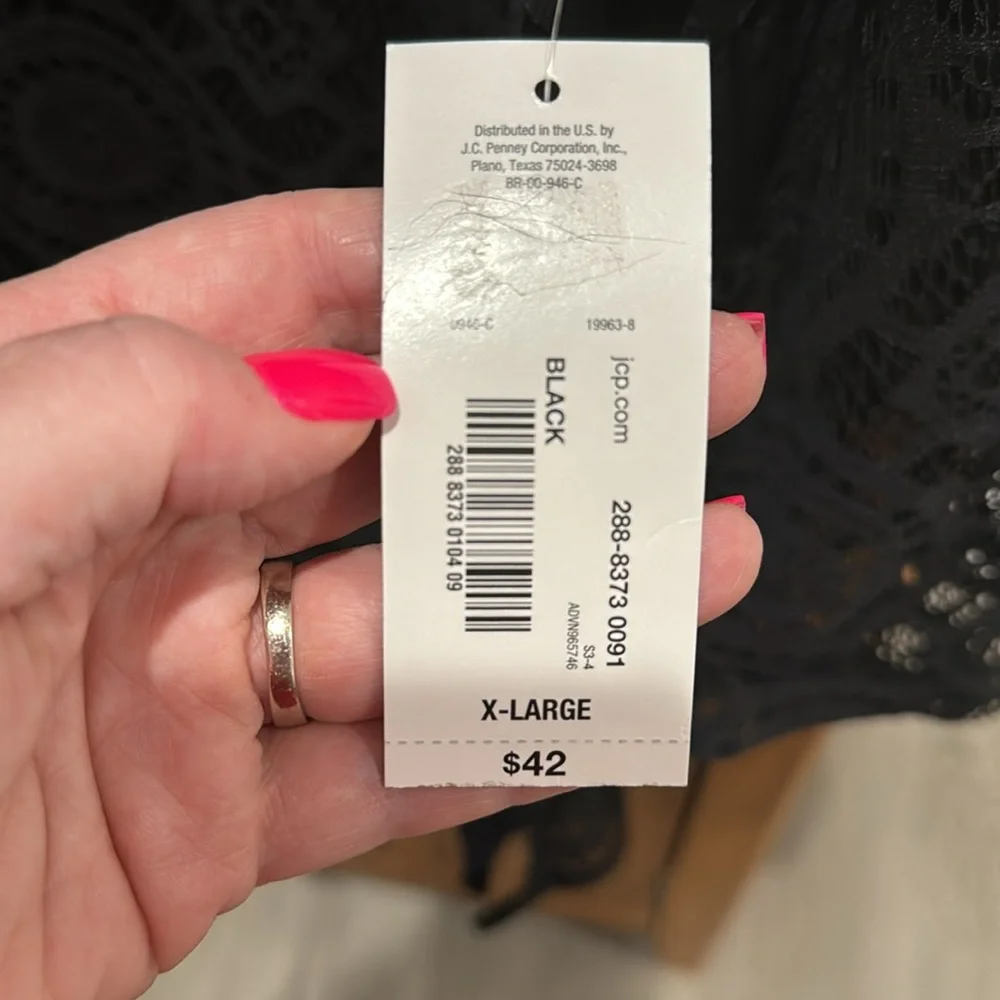 Distributed in the U.S. by
J.C. Penney Corporation, Inc.,
Plano, Texas 75024-3698
BR-00-946-C
0946-C 19963-8
jcp.com 288-8373 0091
S3-4
ADVN965746
BLACK
288 8373 0104 09
X-LARGE
$42